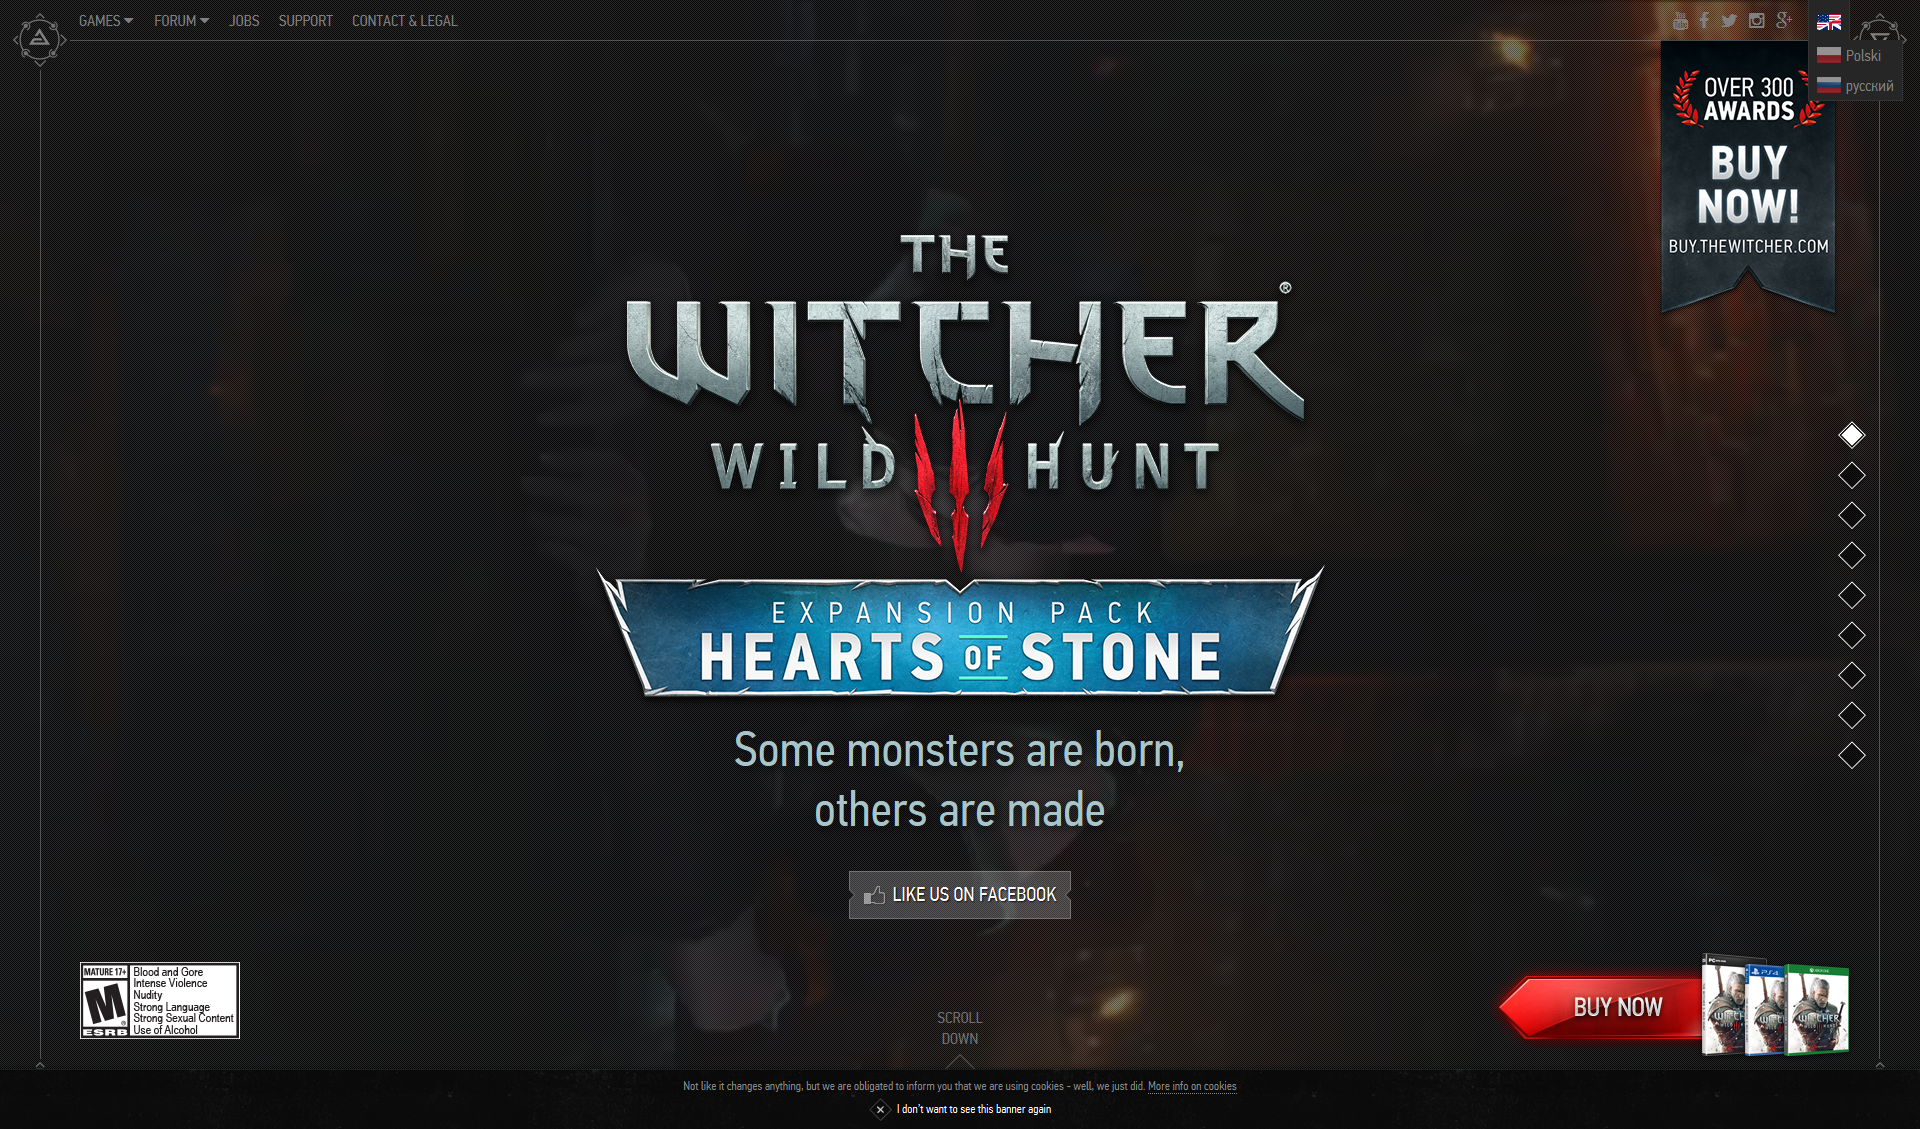 GAMES FORUM JOBS SUPPORT CONTACT & LEGAL
Polski
русский
OVER 300
AWARDS
BUY
NOW!
BUY.THEWITCHER.COM
THE
WITCHER®
WILD HUNT
EXPANSION PACK
HEARTS OF STONE
Some monsters are born,
others are made
LIKE US ON FACEBOOK
MATURE 17+
M
ESRB
Blood and Gore
Intense Violence
Nudity
Strong Language
Strong Sexual Content
Use of Alcohol
SCROLL
DOWN
BUY NOW
Not like it changes anything, but we are obligated to inform you that we are using cookies - well, we just did. More info on cookies
I don't want to see this banner again